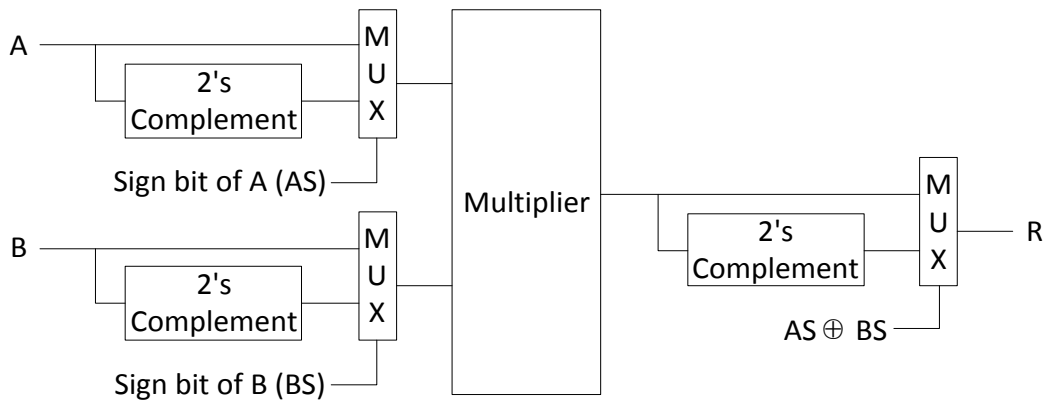 A
2's
Complement
M
U
X
Sign bit of A (AS)
B
2's
Complement
M
U
X
Sign bit of B (BS)
Multiplier
2's
Complement
M
U
X
R
AS ⊕ BS